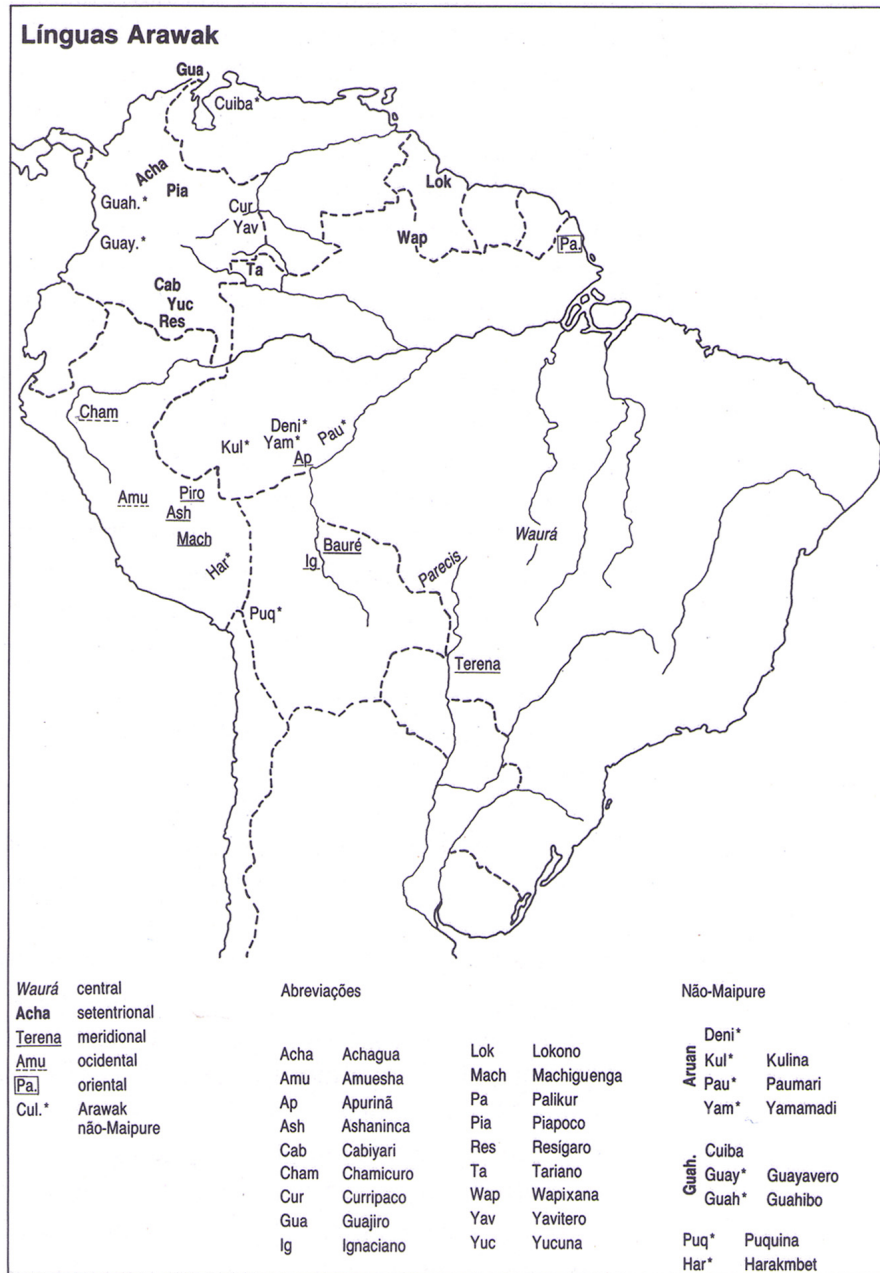 Línguas Arawak
Gua
Cuiba*
Acha
Pia
Lok
Guah.*
Cur
Yav
Guay.*
Wap
Pa.
Ta
Cab
Yuc
Res
Cham
Deni*
Yam*
Pau*
Kul*
Ap
Amu
Piro
Ash
Mach
Har*
Bauré
Ig
Parecis
Waurá
Puq*
Terena
Waurá central
Acha setentrional
Terena meridional
Amu ocidental
Pa. oriental
Cul.* Arawak
não-Maipure
Abreviações
Acha Achagua
Amu Amuesha
Ap Apurinã
Ash Ashaninca
Cab Cabiyari
Cham Chamicuro
Cur Curripaco
Gua Guajiro
Ig Ignaciano
Lok Lokono
Mach Machiguenga
Pa Palikur
Pia Piapoco
Res Resígaro
Ta Tariano
Wap Wapixana
Yav Yavitero
Yuc Yucuna
Não-Maipure
Aruan
Deni*
Kul* Kulina
Pau* Paumari
Yam* Yamamadi
Guah.
Cuiba
Guay* Guayavero
Guah* Guahibo
Puq* Puquina
Har* Harakmbet